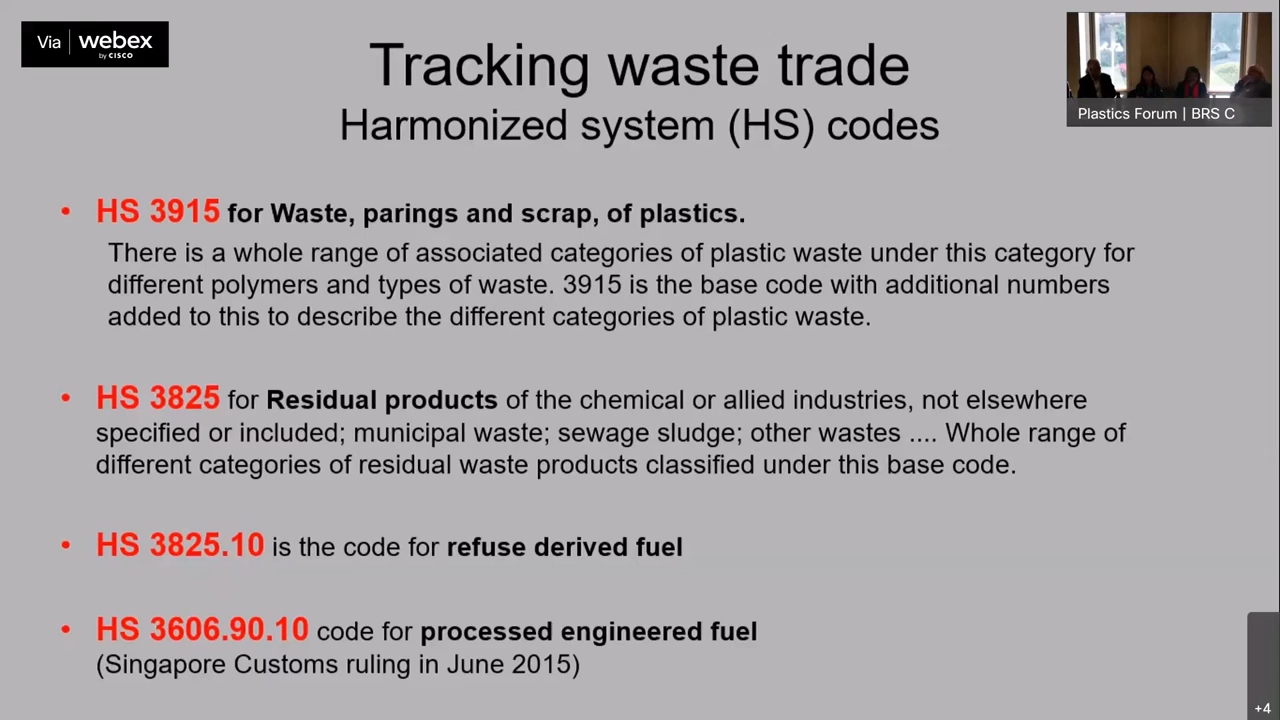 Via webex
by CISCO
Tracking waste trade
Harmonized system (HS) codes
Plastics Forum | BRS C
• HS 3915 for Waste, parings and scrap, of plastics.
There is a whole range of associated categories of plastic waste under this category for
different polymers and types of waste. 3915 is the base code with additional numbers
added to this to describe the different categories of plastic waste.
• HS 3825 for Residual products of the chemical or allied industries, not elsewhere
specified or included; municipal waste; sewage sludge; other wastes .... Whole range of
different categories of residual waste products classified under this base code.
• HS 3825.10 is the code for refuse derived fuel
• HS 3606.90.10 code for processed engineered fuel
(Singapore Customs ruling in June 2015)
+4